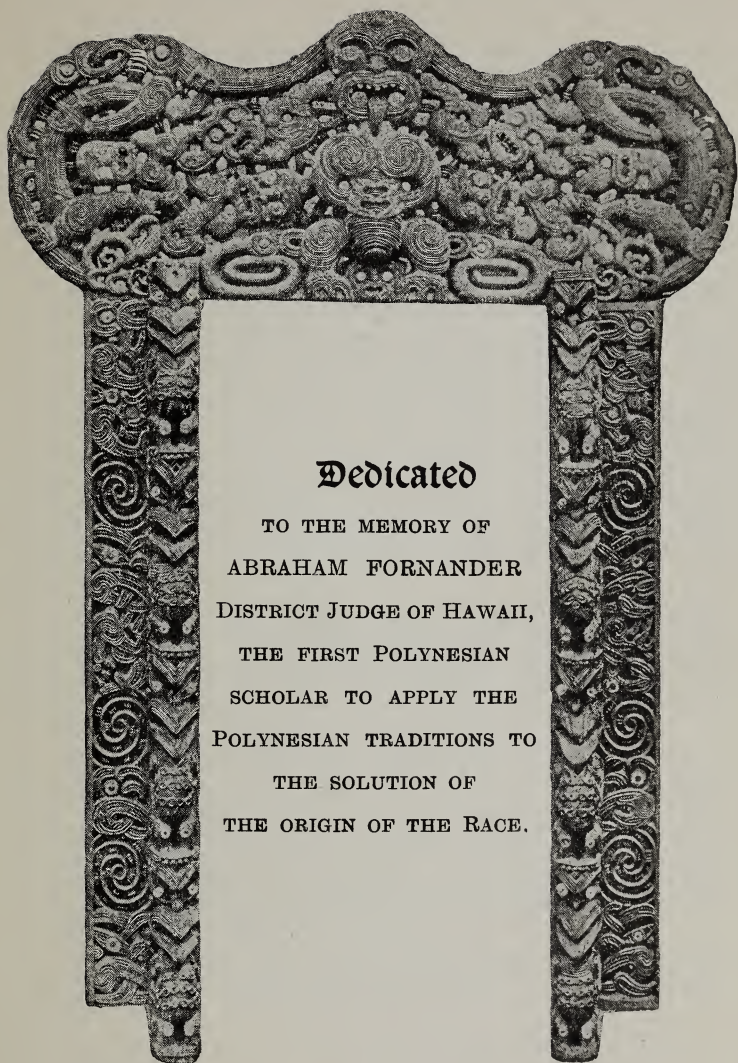 Dedicated
TO THE MEMORY OF
ABRAHAM FORNANDER
DISTRICT JUDGE OF HAWAII,
THE FIRST POLYNESIAN
SCHOLAR TO APPLY THE
POLYNESIAN TRADITIONS TO
THE SOLUTION OF
THE ORIGIN OF THE RACE.